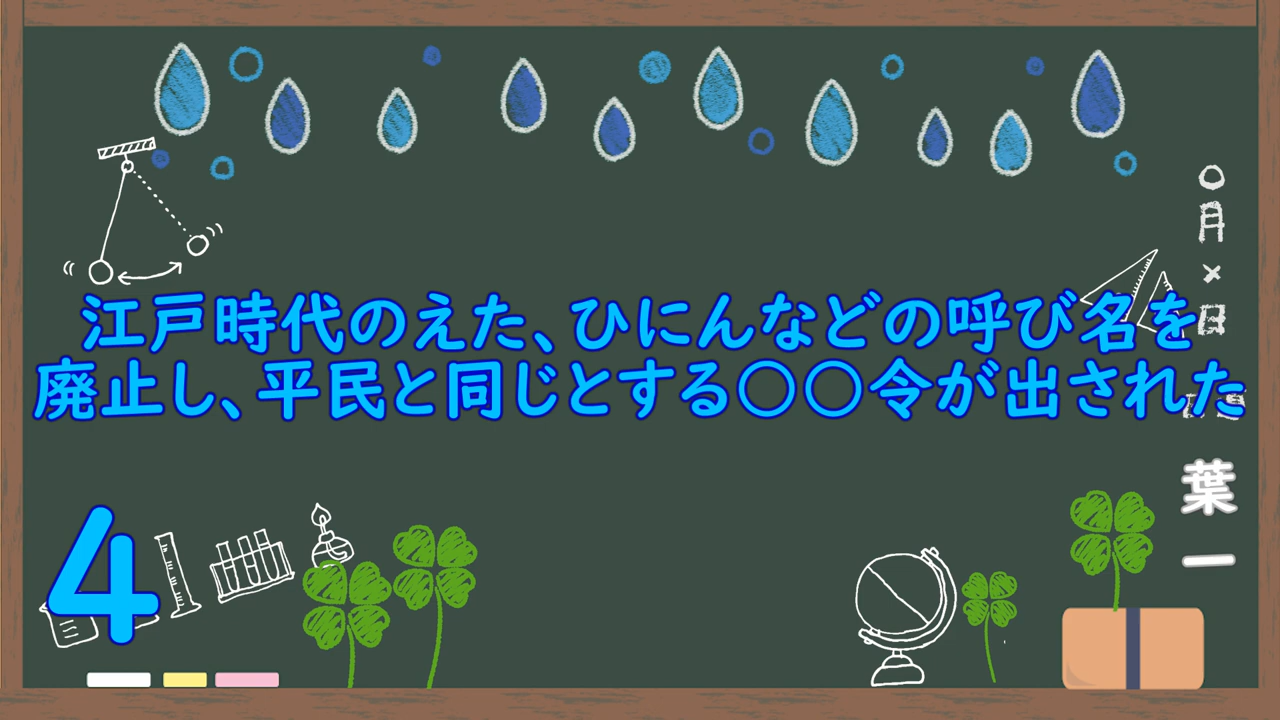 江戸時代のえた、ひにんなどの呼び名を
廃止し、平民と同じとする〇〇令が出された
4
〇月×日
葉一